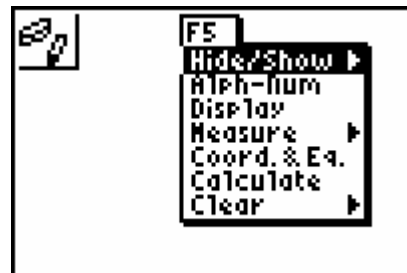 F5
Hide/Show
Alph-Num
Display
Measure
Coord. & Eq.
Calculate
Clear